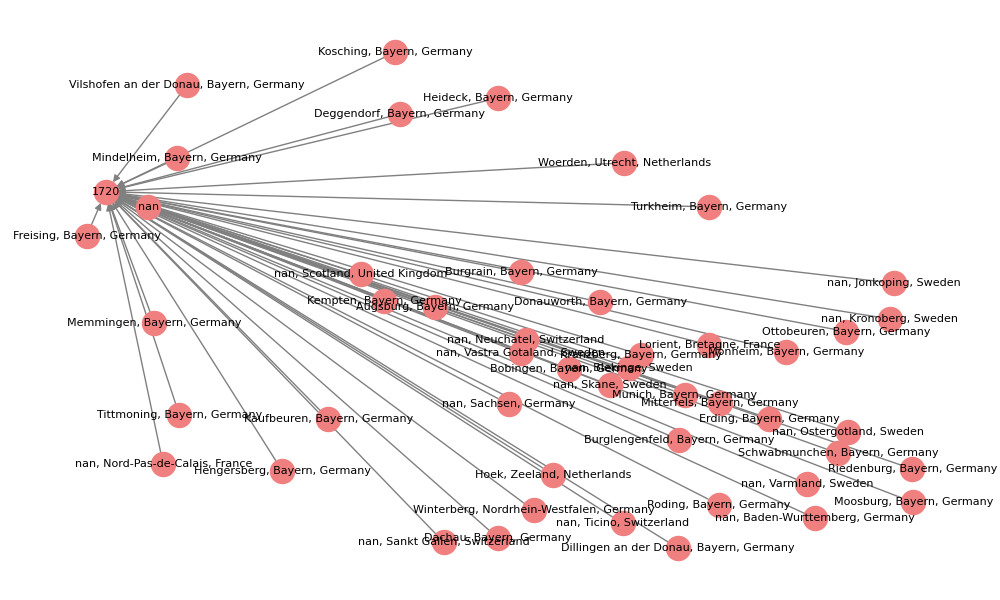 Kosching, Bayern, Germany
Vilshofen an der Donau, Bayern, Germany
Heideck, Bayern, Germany
Deggendorf, Bayern, Germany
Mindelheim, Bayern, Germany
Woerden, Utrecht, Netherlands
1720
nan
Turkheim, Bayern, Germany
Freising, Bayern, Germany
nan, Scotland, United Kingdom
Burgrain, Bayern, Germany
nan, Jonkoping, Sweden
Kempten, Bayern, Germany
Augsburg, Bayern, Germany
Donauworth, Bayern, Germany
nan, Kronoberg, Sweden
Memmingen, Bayern, Germany
Ottobeuren, Bayern, Germany
nan, Neuchatel, Switzerland
Lorient, Bretagne, France
nan, Vastra Gotaland, Sweden
Kranzberg, Bayern, Germany
Monheim, Bayern, Germany
Bobingen, Bayern, Germany
nan, Blekinge, Sweden
nan, Skane, Sweden
Munich, Bayern, Germany
nan, Sachsen, Germany
Mitterfels, Bayern, Germany
Tittmoning, Bayern, Germany
Kaufbeuren, Bayern, Germany
Erding, Bayern, Germany
nan, Ostergotland, Sweden
Burglengenfeld, Bayern, Germany
Schwabmunchen, Bayern, Germany
nan, Nord-Pas-de-Calais, France
Hengersberg, Bayern, Germany
Riedenburg, Bayern, Germany
Hoek, Zeeland, Netherlands
nan, Varmland, Sweden
Moosburg, Bayern, Germany
Roding, Bayern, Germany
Winterberg, Nordrhein-Westfalen, Germany
nan, Baden-Wurttemberg, Germany
nan, Ticino, Switzerland
Dachau, Bayern, Germany
nan, Sankt Gallen, Switzerland
Dillingen an der Donau, Bayern, Germany